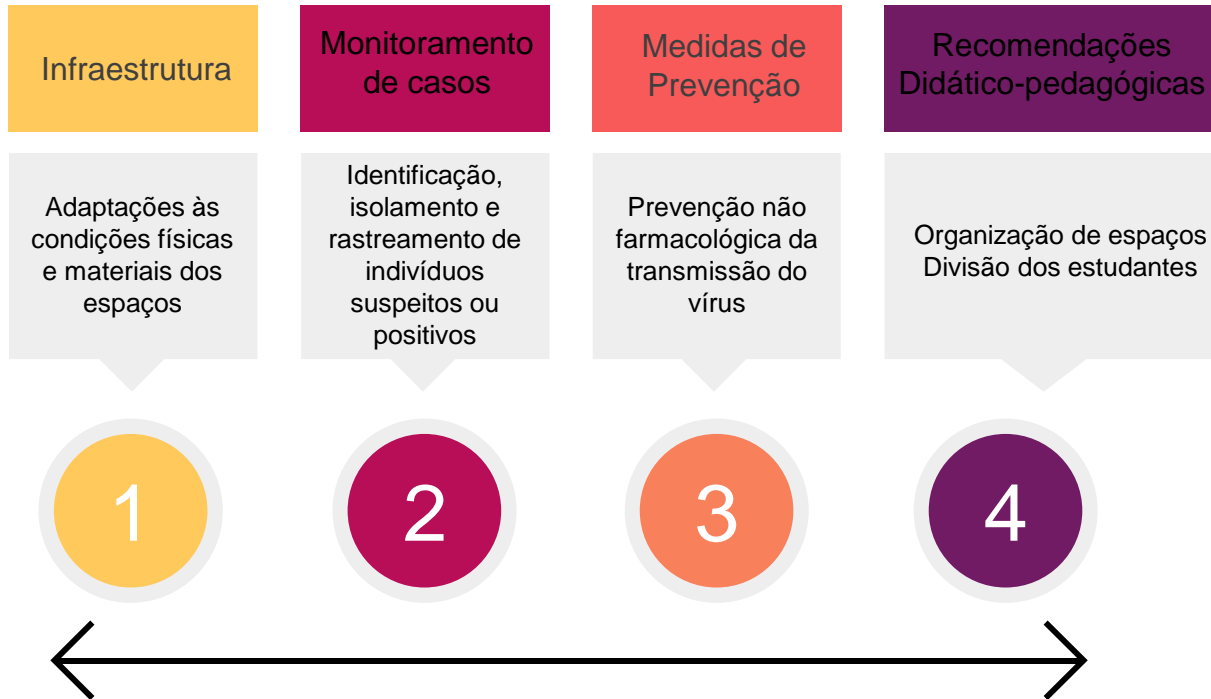 Infraestrutura
Monitoramento
de casos
Medidas de
Prevenção
Recomendações
Didático-pedagógicas
Adaptações às
condições físicas
e materiais dos
espaços
Identificação,
isolamento e
rastreamento de
indivíduos
suspeitos ou
positivos
Prevenção não
farmacológica da
transmissão do
vírus
Organização de espaços
Divisão dos estudantes
1
2
3
4